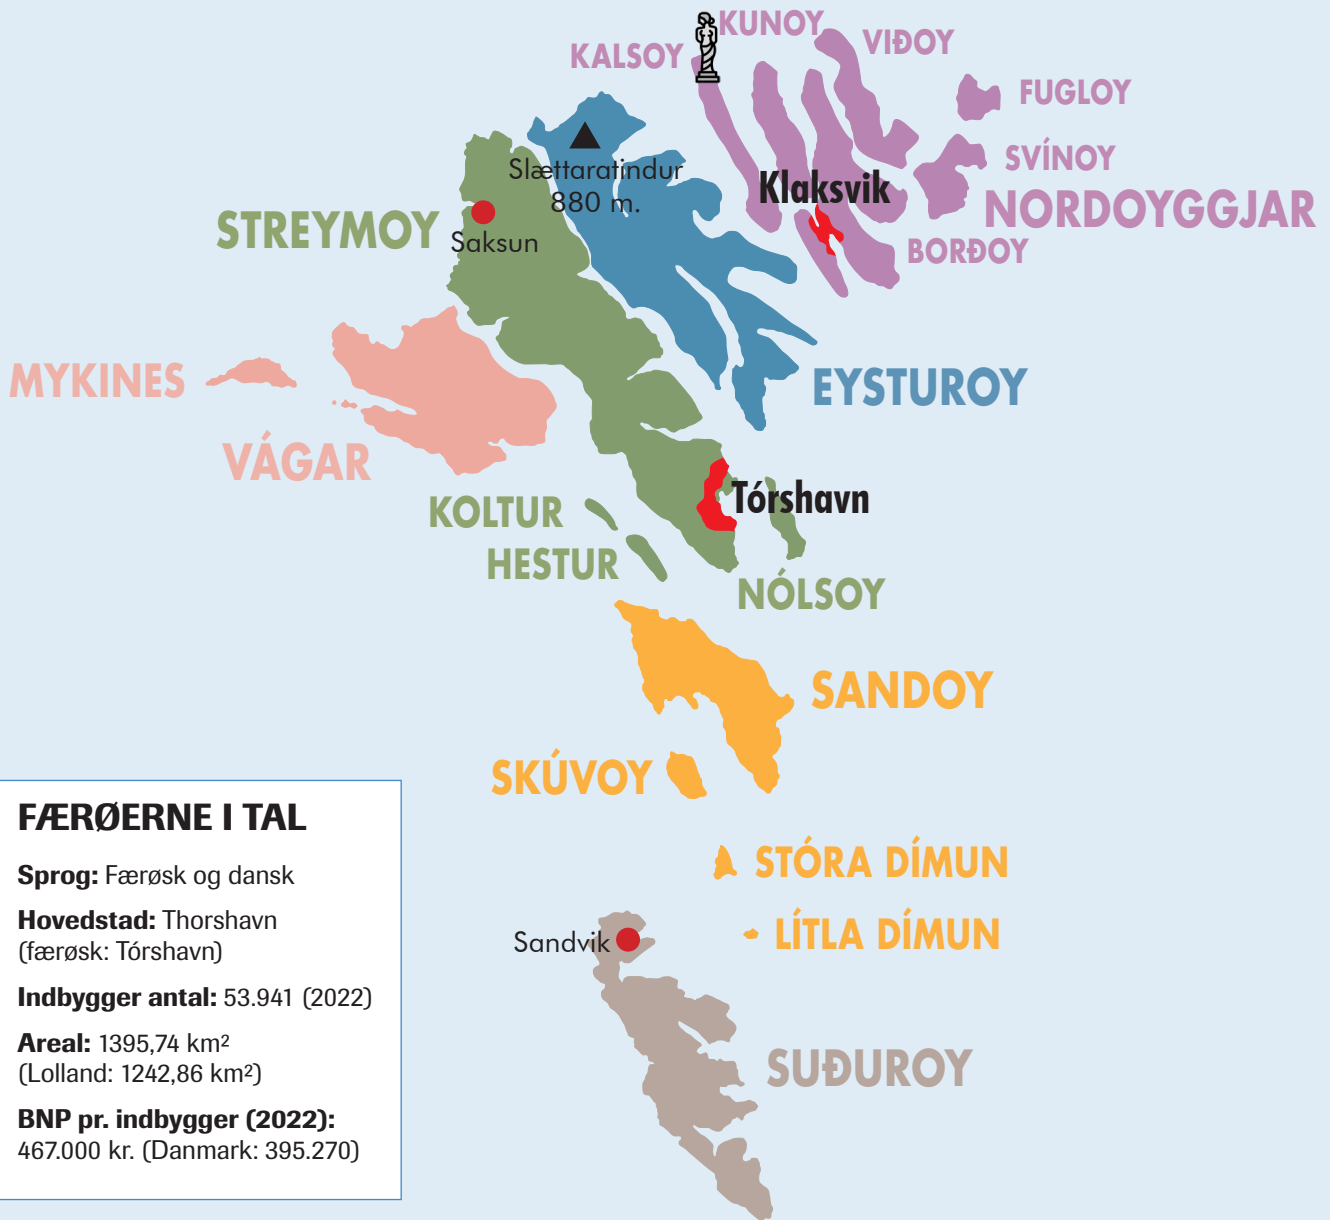 KUNOY
KALSOY
VIÐOY
FUGLOY
SVÍNOY
Slættaratindur
880 m.
Klaksvik
NORDOYGGJAR
STREYMOY
Saksun
BORÐOY
MYKINES
EYSTUROY
VÁGAR
Tórshavn
KOLTUR
HESTUR
NÓLSOY
SANDOY
SKÚVOY
STÓRA DÍMUN
LÍTLA DÍMUN
Sandvik
SUÐUROY
FÆRØERNE I TAL
Sprog: Færøsk og dansk
Hovedstad: Thorshavn
(færøsk: Tórshavn)
Indbygger antal: 53.941 (2022)
Areal: 1395,74 km²
(Lolland: 1242,86 km²)
BNP pr. indbygger (2022):
467.000 kr. (Danmark: 395.270)